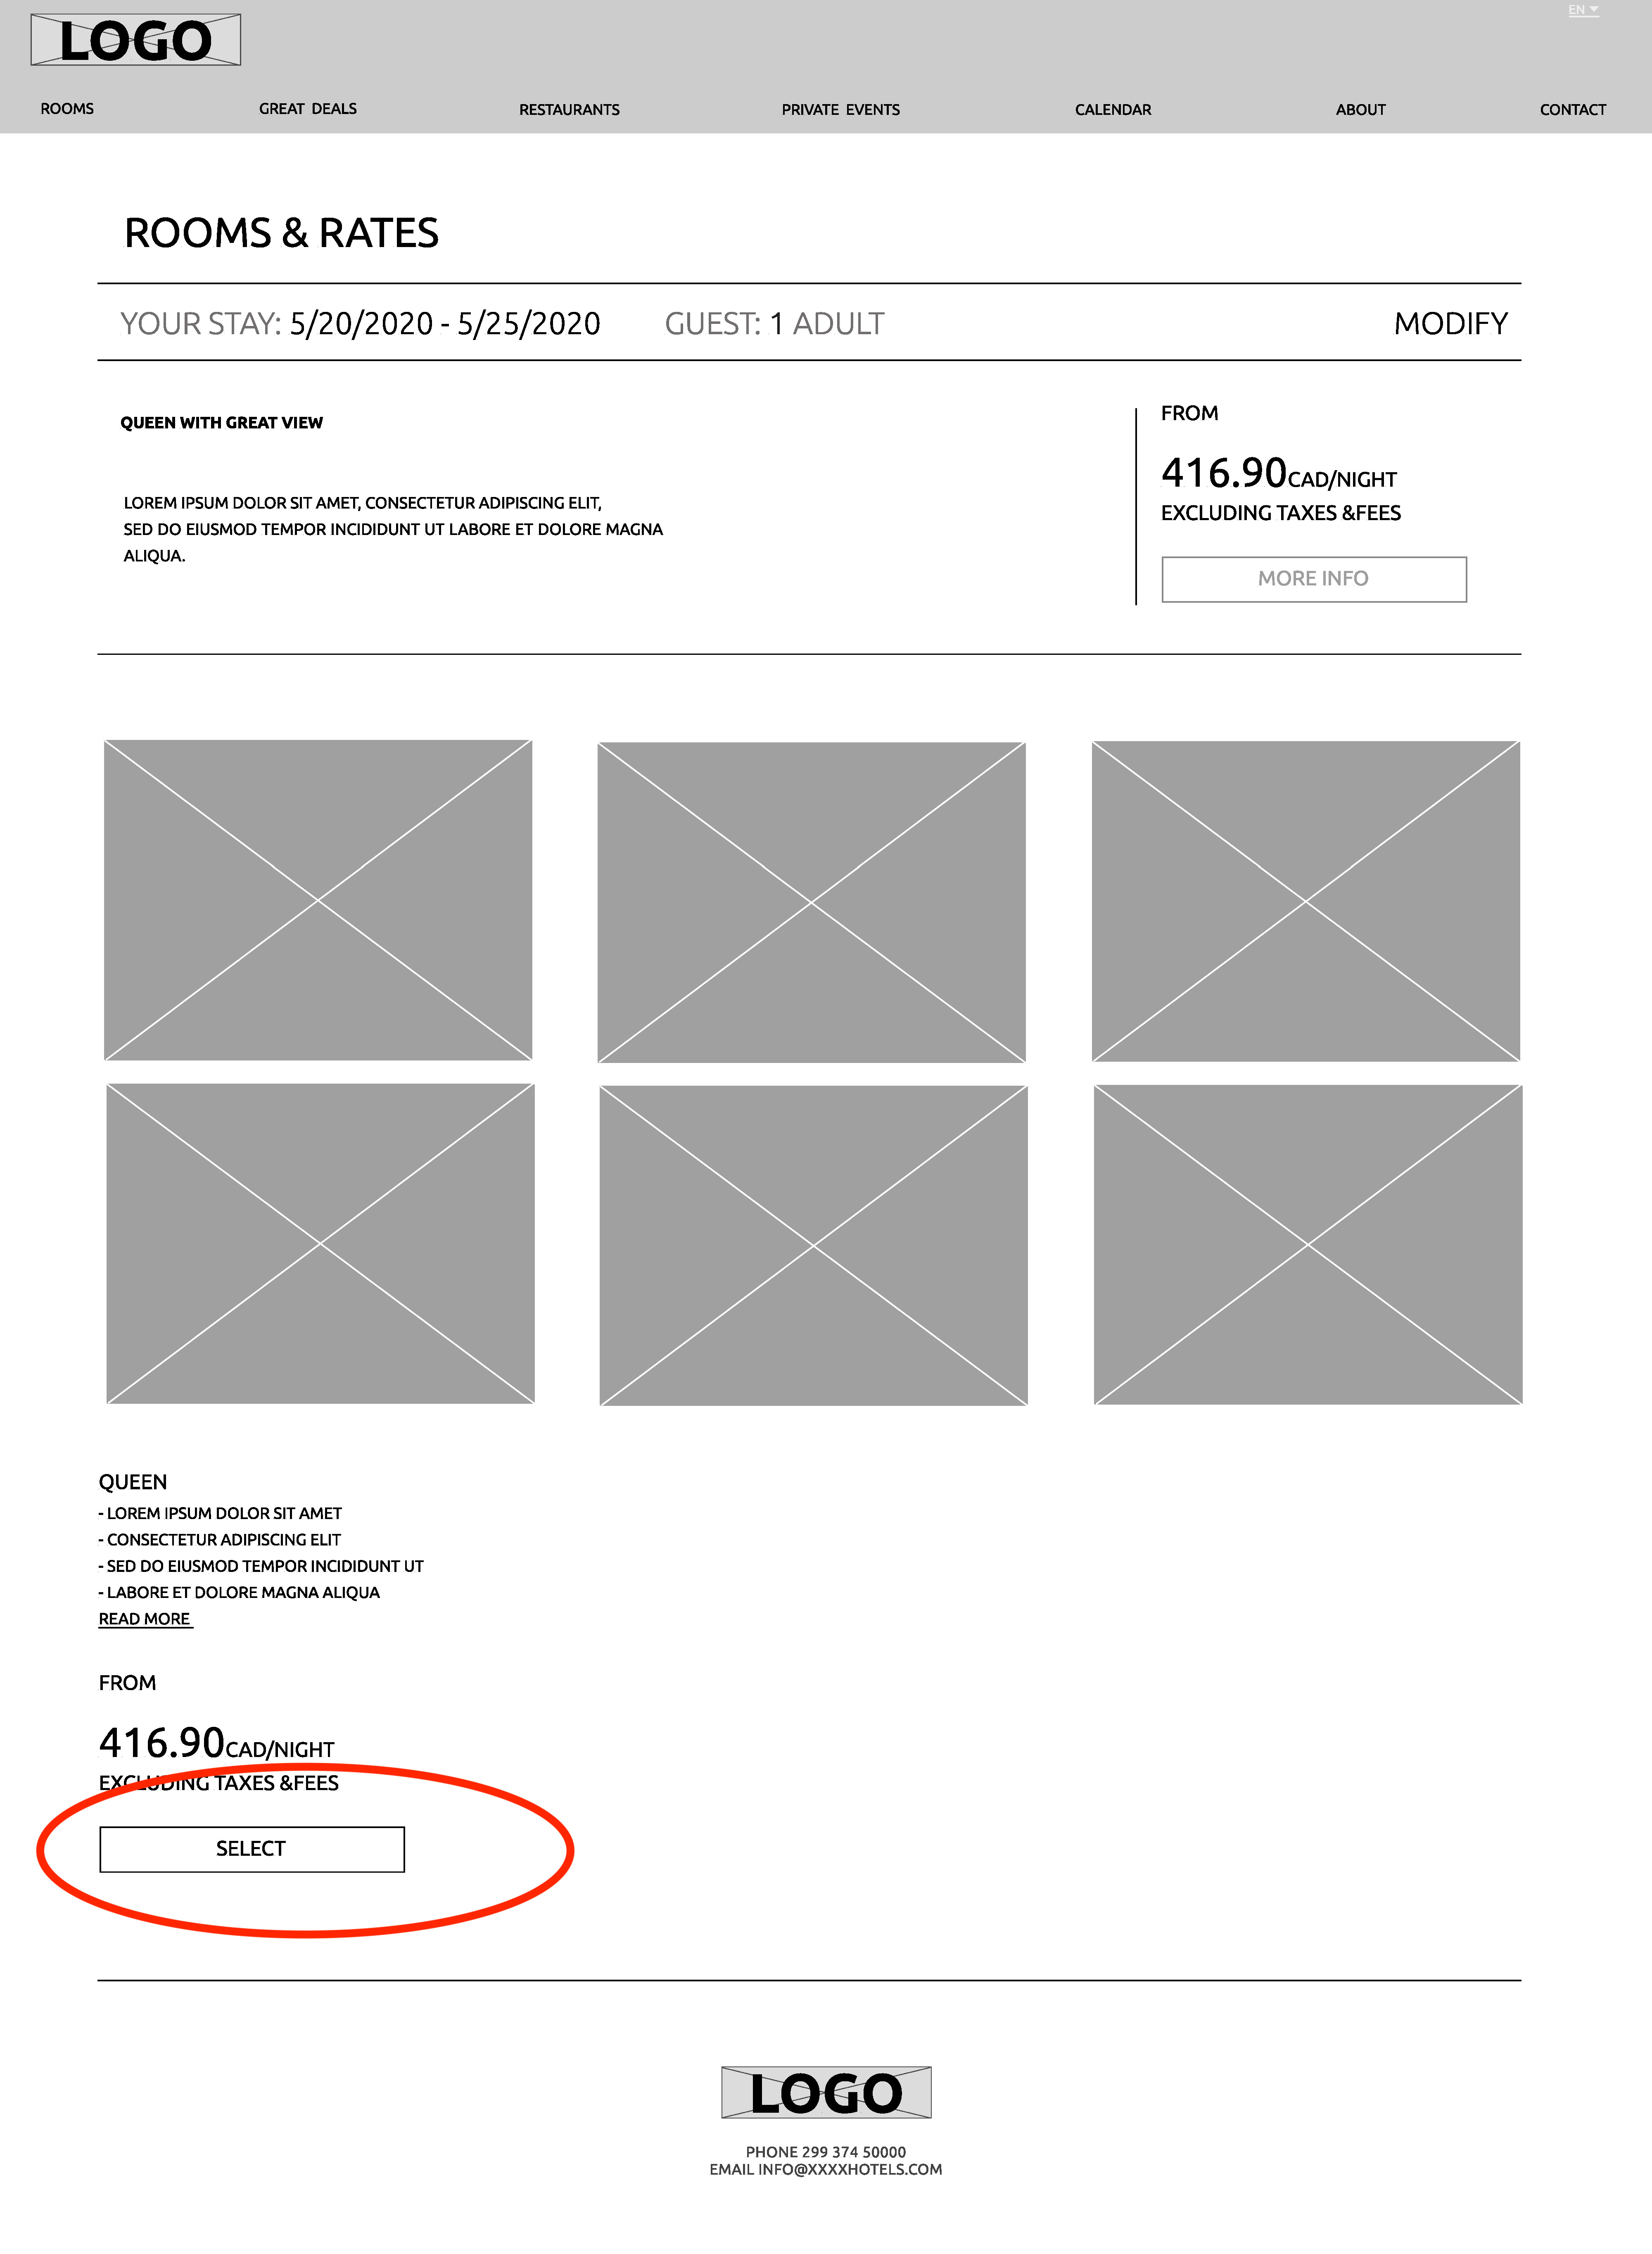 LOGO
EN
ROOMS
GREAT DEALS
RESTAURANTS
PRIVATE EVENTS
CALENDAR
ABOUT
CONTACT
ROOMS & RATES
YOUR STAY: 5/20/2020 - 5/25/2020
GUEST: 1 ADULT
MODIFY
QUEEN WITH GREAT VIEW
LOREM IPSUM DOLOR SIT AMET, CONSECTETUR ADIPISCING ELIT,
SED DO EIUSMOD TEMPOR INCIDIDUNT UT LABORE ET DOLORE MAGNA
ALIQUA.
FROM
416.90CAD/NIGHT
EXCLUDING TAXES &FEES
MORE INFO
QUEEN
- LOREM IPSUM DOLOR SIT AMET
- CONSECTETUR ADIPISCING ELIT
- SED DO EIUSMOD TEMPOR INCIDIDUNT UT
- LABORE ET DOLORE MAGNA ALIQUA
READ MORE
FROM
416.90CAD/NIGHT
EXCLUDING TAXES &FEES
SELECT
LOGO
PHONE 299 374 50000
EMAIL INFO@XXXXHOTELS.COM